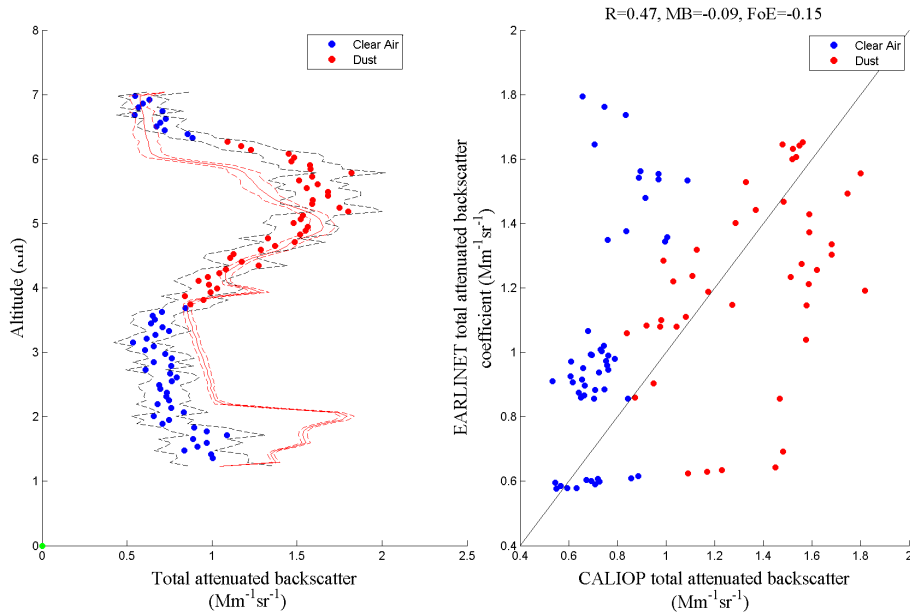 R=0.47, MB=-0.09, FoE=-0.15
8
7
6
5
4
3
2
1
0
Altitude
Clear Air
Dust
0
0.5
1
1.5
2
2.5
Total attenuated backscatter
(Mm⁻¹sr⁻¹)
2
1.8
1.6
1.4
1.2
1
0.8
0.6
0.4
EARLINET total attenuated backscatter
coefficient (Mm⁻¹sr⁻¹)
Clear Air
Dust
0.4
0.6
0.8
1
1.2
1.4
1.6
1.8
2
CALIOP total attenuated backscatter
(Mm⁻¹sr⁻¹)